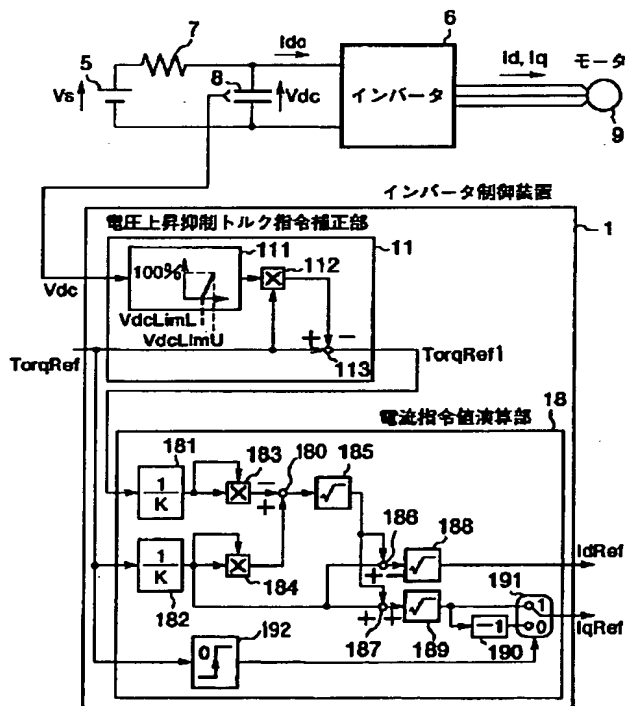 6
7
Idc
Id, Iq
モータ
5
8
Vs
Vdc
インバータ
9
インバータ制御装置
電圧上昇抑制トルク指令補正部
1
111
11
100%
112
Vdc
VdcLimL
VdcLimU
TorqRef
113
TorqRef1
電流指令値演算部
18
181
183
180
185
1
K
−
+
√
186
188
1
K
√
IdRef
182
184
+
−
191
192
+
+
√
1
IqRef
0
187
189
−1
0
190